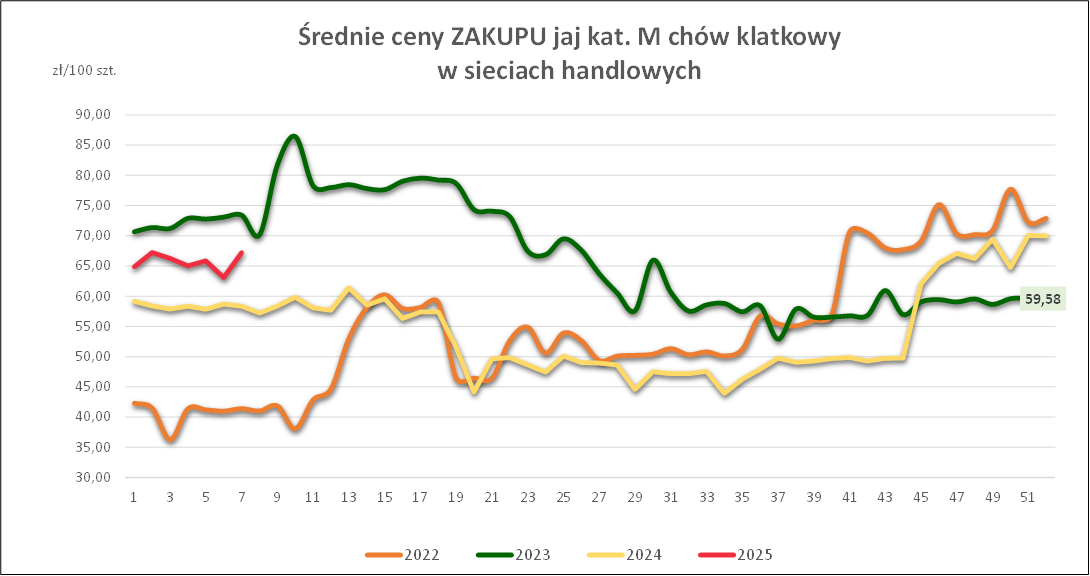 Średnie ceny ZAKUPU jaj kat. M chów klatkowy
w sieciach handlowych
zł/100 szt.
90,00
85,00
80,00
75,00
70,00
65,00
60,00
55,00
50,00
45,00
40,00
35,00
30,00
59,58
1 3 5 7 9 11 13 15 17 19 21 23 25 27 29 31 33 35 37 39 41 43 45 47 49 51
2022 2023 2024 2025